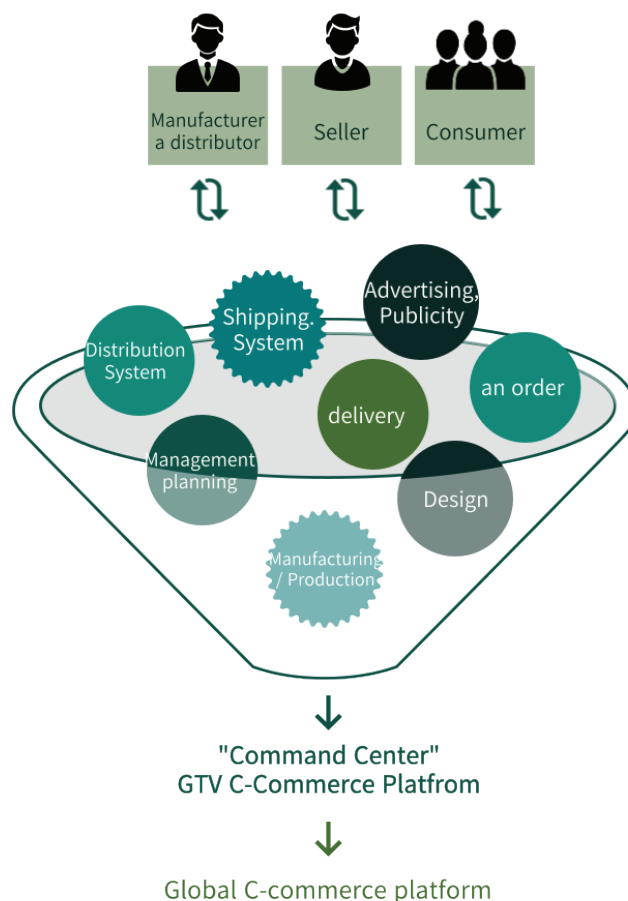 Manufacturer
a distributor
Seller
Consumer
Advertising,
Publicity
Shipping.
System
Distribution
System
an order
delivery
Management
planning
Design
Manufacturing
/ Production
"Command Center"
GTV C-Commerce Platfrom
Global C-commerce platform